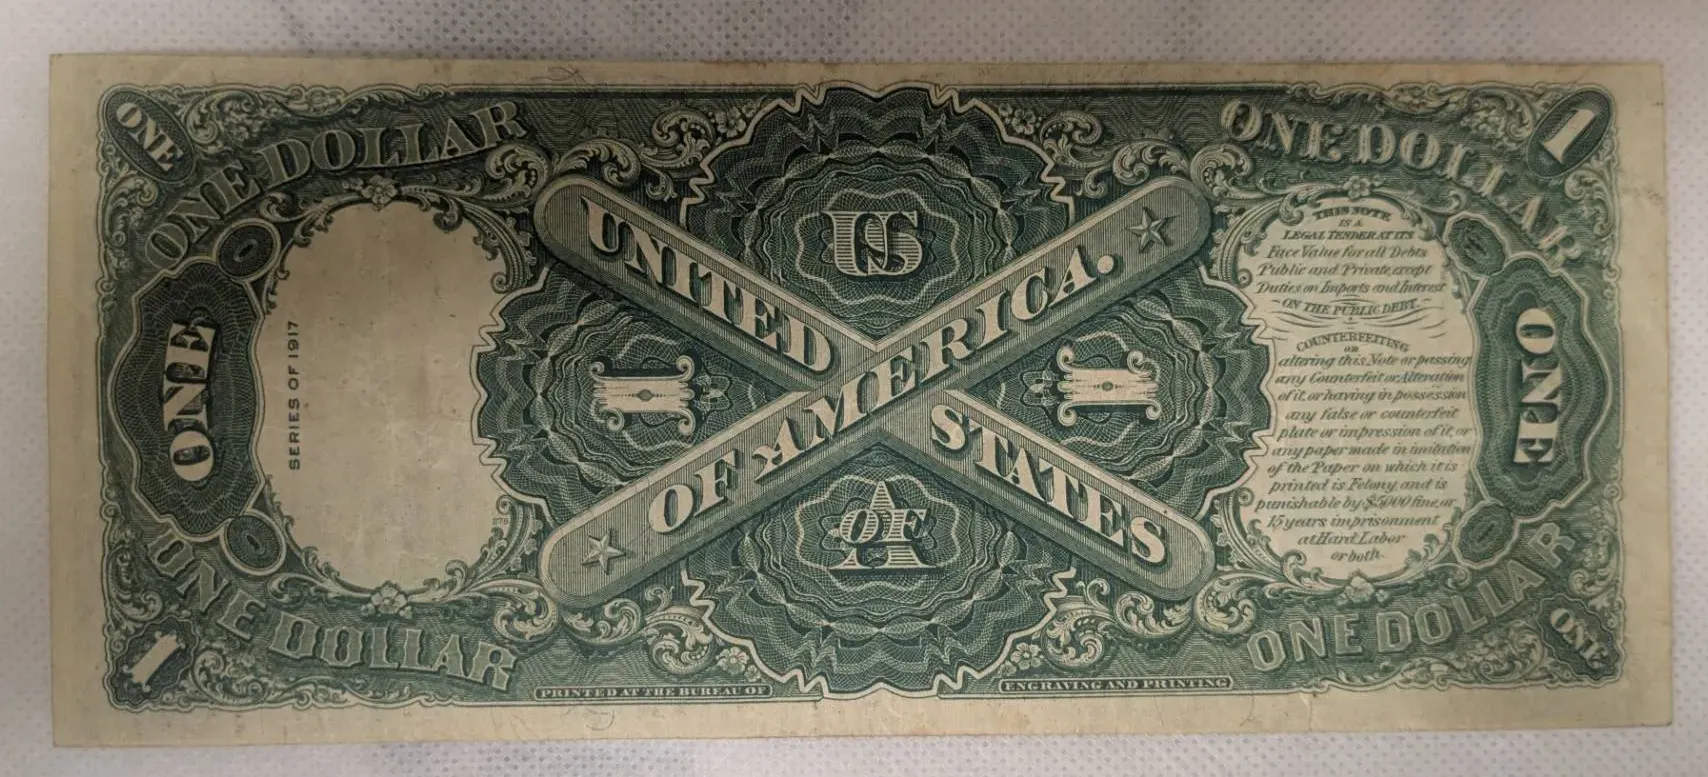 ONE
ONE DOLLAR
ONE DOLLAR
1
ONE
SERIES OF 1917
ONE DOLLAR
1
US
UNITED
STATES
OF AMERICA.
1
1
U
S
OF
A
PRINTED AT THE BUREAU OF
ENGRAVING AND PRINTING
THIS NOTE
IS A
LEGAL TENDER AT ITS
Face Value for all Debts
Public and Private, except
Duties on Imports and Interest
ON THE PUBLIC DEBT.
COUNTERFEITING
OR
altering this Note or passing
any Counterfeit or Alteration
of it, or having in possession
any false or counterfeit
plate or impression of it, or
any paper made in imitation
of the Paper on which it is
printed is Felony, and is
punishable by $5000 fine, or
15 years imprisonment
at Hard Labor
or both.
ONE
ONE DOLLAR
ONE